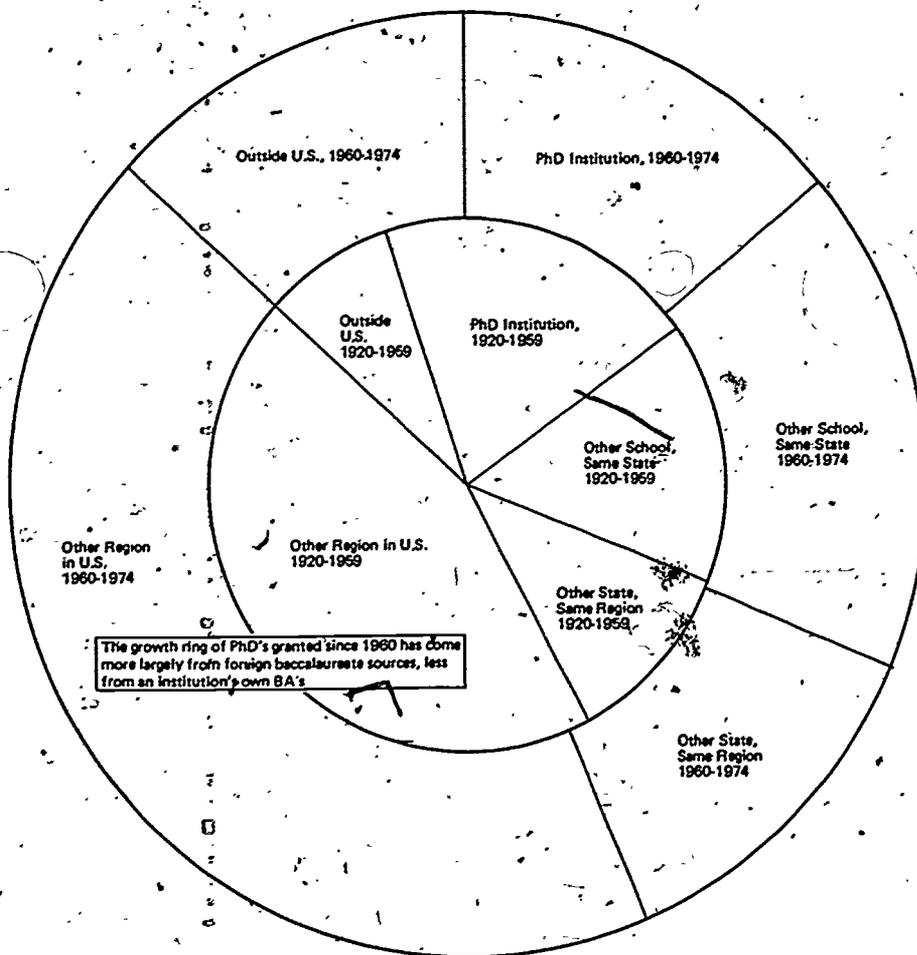 Outside U.S., 1960-1974
PhD Institution, 1960-1974
Outside
U.S.
1920-1959
PhD Institution,
1920-1959
Other School,
Same State
1960-1974
Other School,
Same State
1920-1959
Other Region
in U.S.
1960-1974
Other Region in U.S.
1920-1959
Other State,
Same Region
1920-1959
The growth ring of PhD's granted since 1960 has come
more largely from foreign baccalaureate sources, less
from an institution's own BA's
Other State,
Same Region
1960-1974